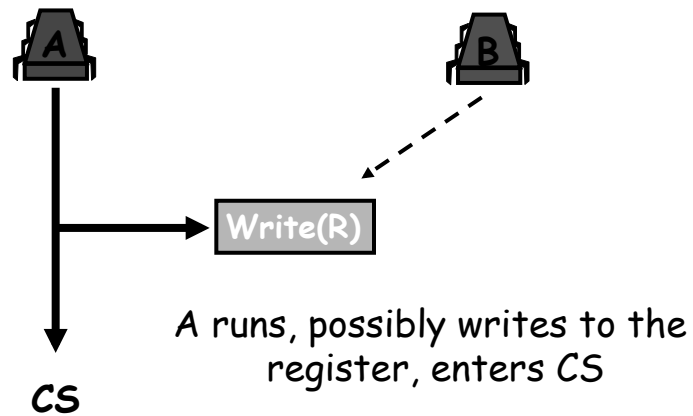 A
B
Write(R)
A runs, possibly writes to the
register, enters CS
CS